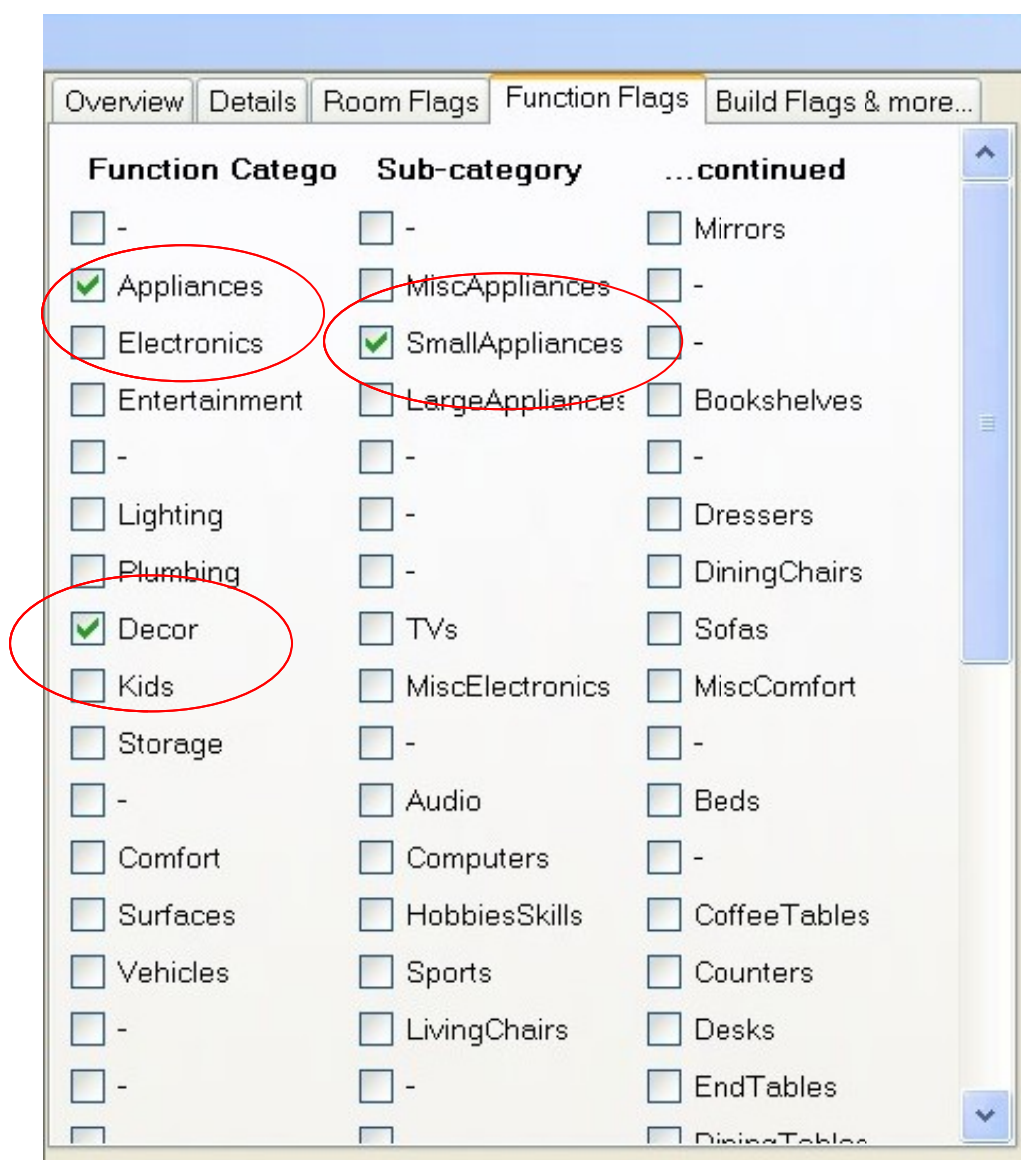 Overview Details Room Flags Function Flags Build Flags & more...
Function Catego Sub-category ...continued
- - Mirrors
Appliances MiscAppliances -
Electronics SmallAppliances -
Entertainment LargeAppliances Bookshelves
- - -
Lighting - Dressers
Plumbing - DiningChairs
Decor TVs Sofas
Kids MiscElectronics MiscComfort
Storage - -
- Audio Beds
Comfort Computers -
Surfaces HobbiesSkills CoffeeTables
Vehicles Sports Counters
- LivingChairs Desks
- - EndTables
DiningTables